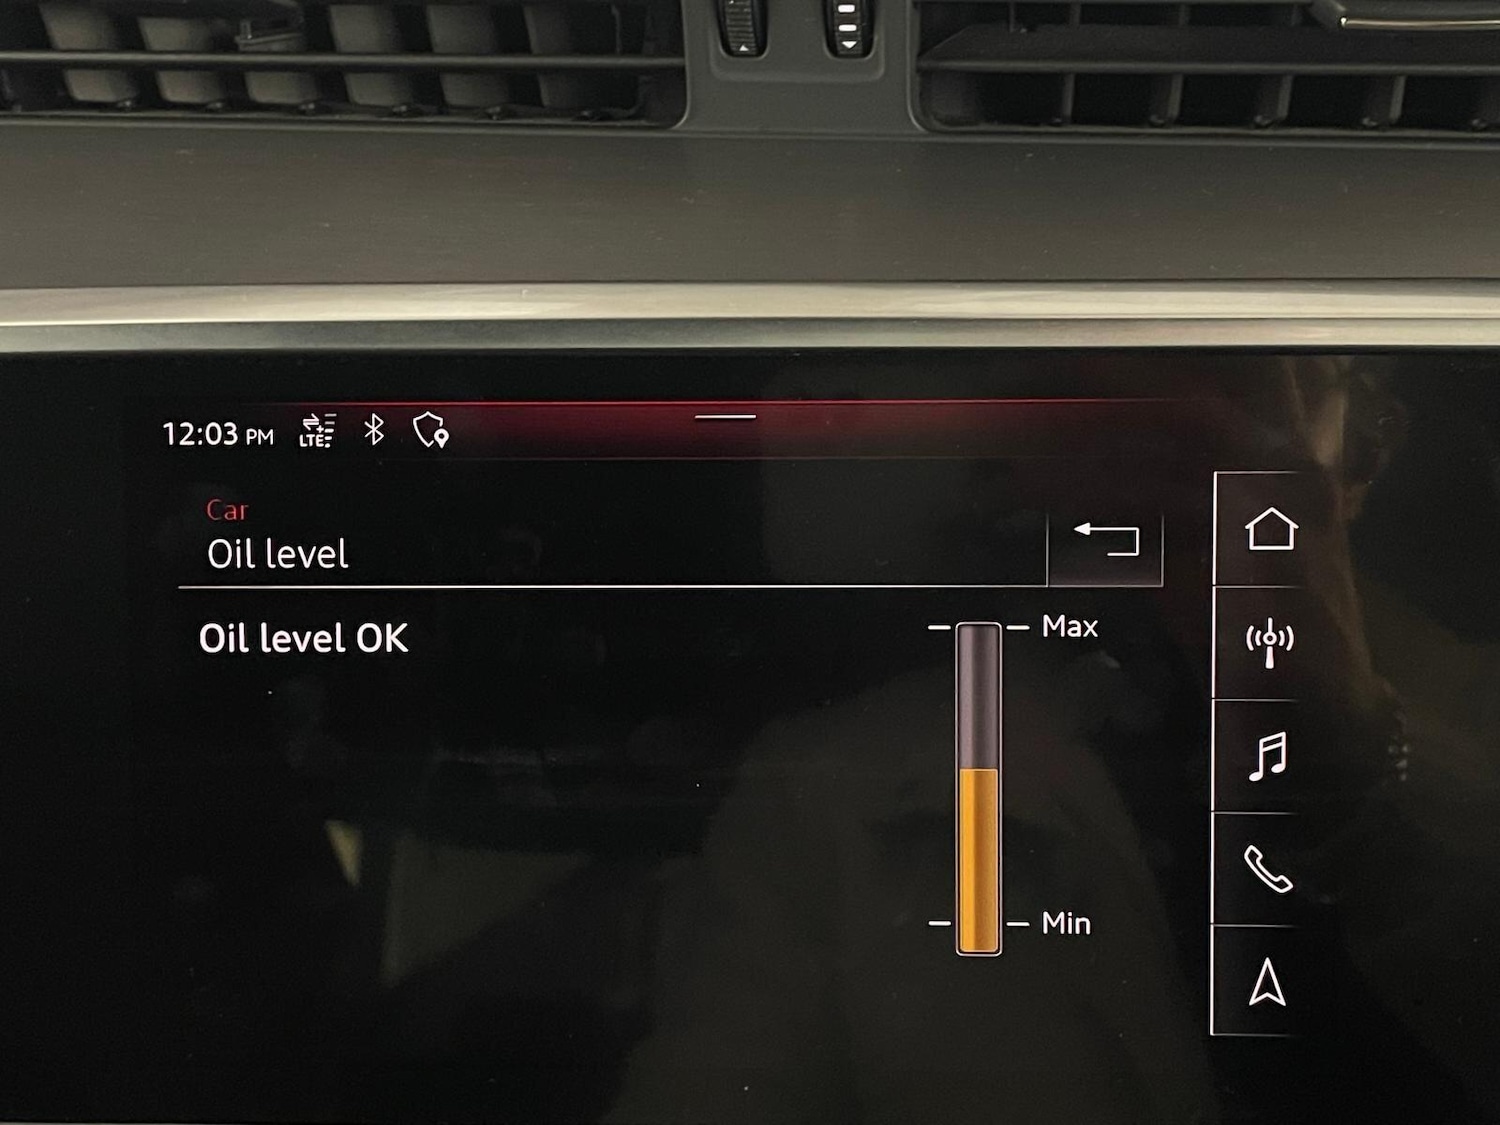 12:03 PM
LTE
Car
Oil level
Oil level OK
Max
Min